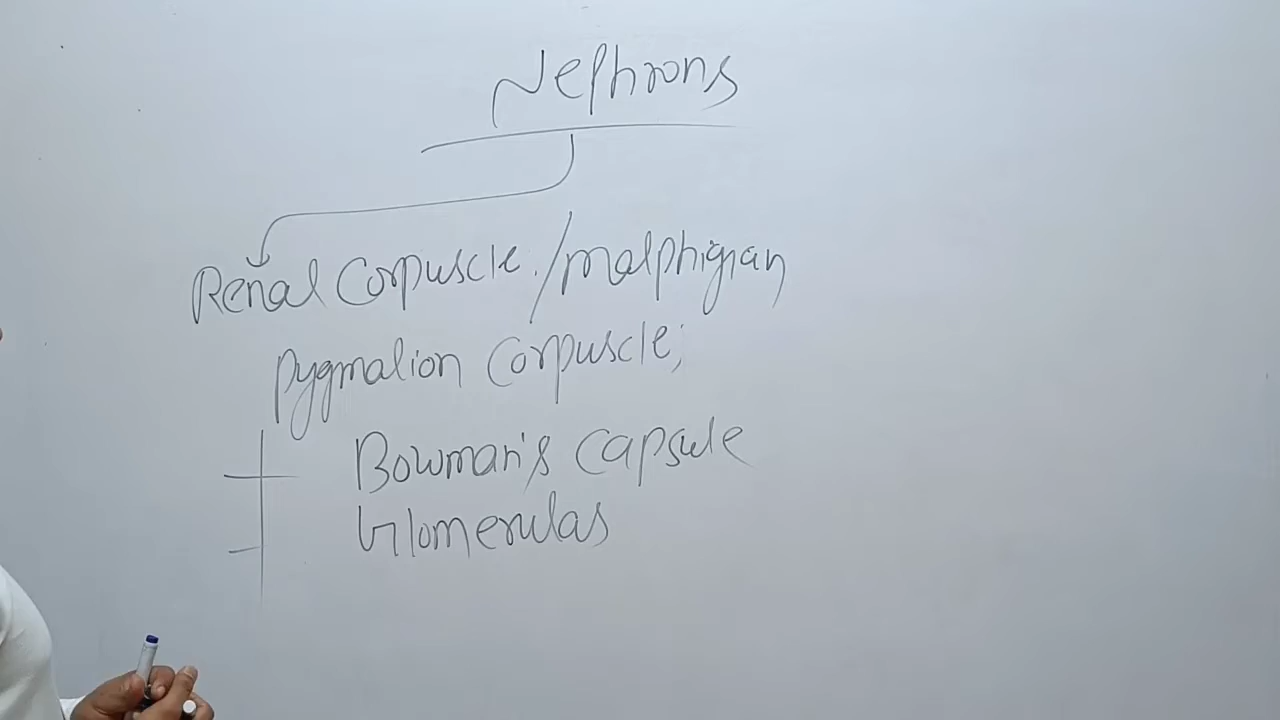 Nephrons
Renal Corpuscle./malphigian
pygmalion corpuscle;
Bowman's capsule
Glomerulas